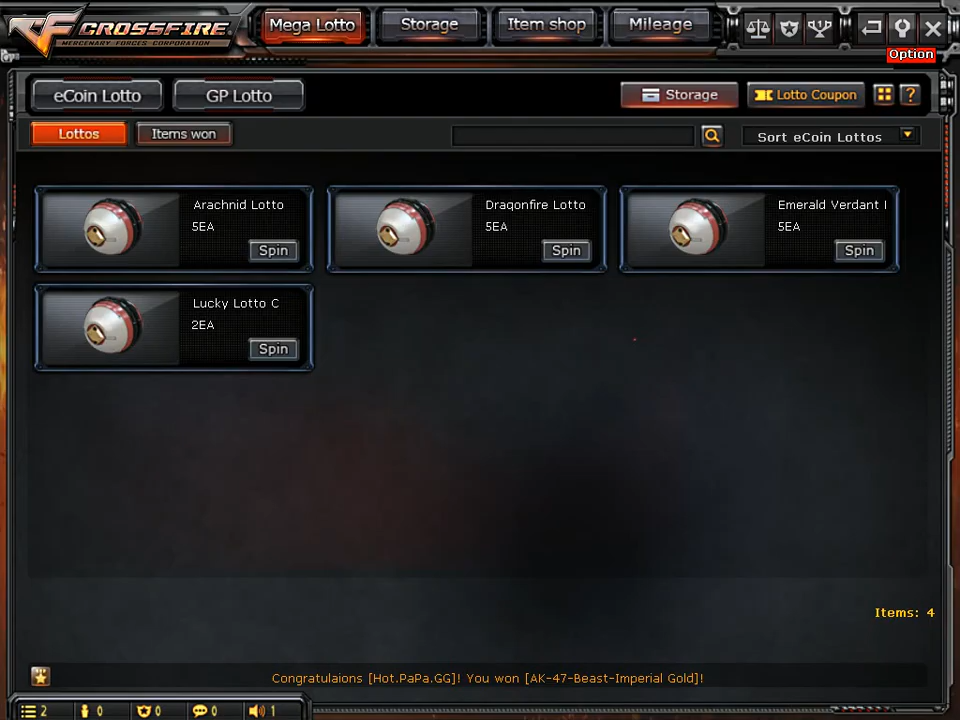 CROSSFIRE
MERCENARY FORCES CORPORATION
Mega Lotto
Storage
Item shop
Mileage
Option
eCoin Lotto
GP Lotto
Storage
Lotto Coupon
?
Lottos
Items won
Sort eCoin Lottos
Arachnid Lotto
5EA
Spin
Dragonfire Lotto
5EA
Spin
Emerald Verdant l
5EA
Spin
Lucky Lotto C
2EA
Spin
Items: 4
Congratulaions [Hot.PaPa.GG]! You won [AK-47-Beast-Imperial Gold]!
2
0
0
0
1